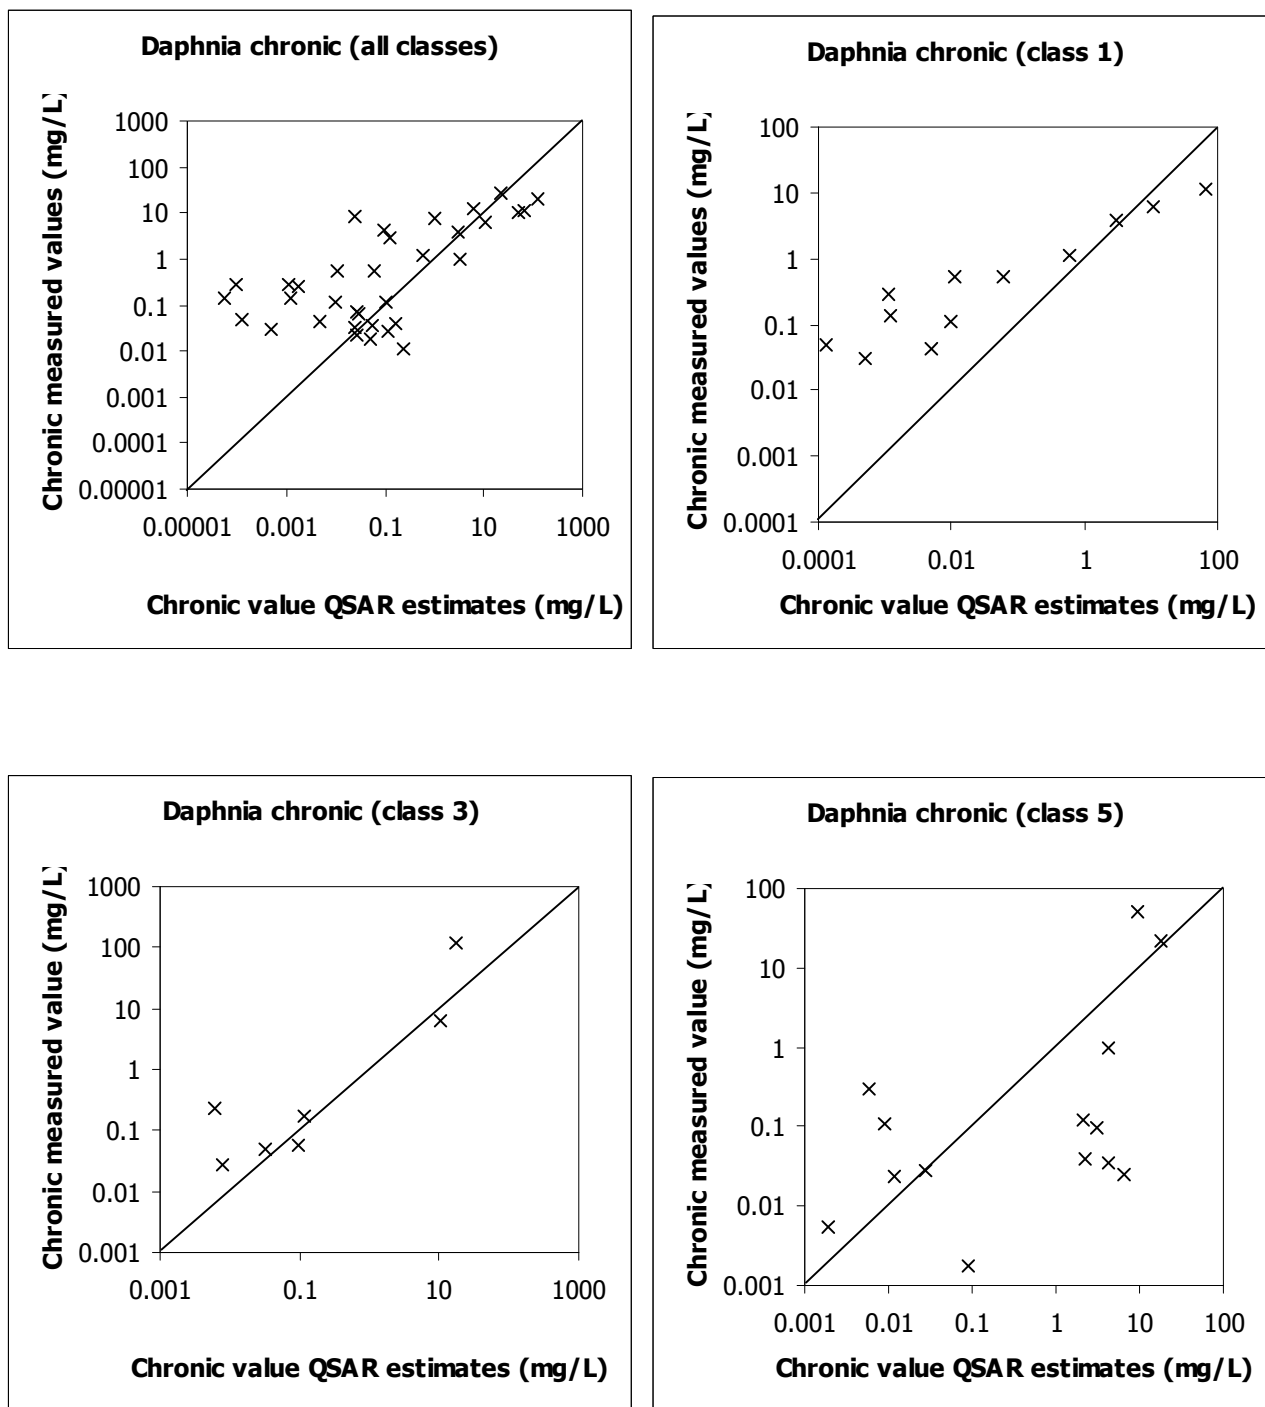 Daphnia chronic (all classes)
Chronic measured values (mg/L)
1000
100
10
1
0.1
0.01
0.001
0.0001
0.00001
0.00001 0.001 0.1 10 1000
Chronic value QSAR estimates (mg/L)
Daphnia chronic (class 1)
Chronic measured values (mg/L)
100
10
1
0.1
0.01
0.001
0.0001
0.0001 0.01 1 100
Chronic value QSAR estimates (mg/L)
Daphnia chronic (class 3)
Chronic measured value (mg/L)
1000
100
10
1
0.1
0.01
0.001
0.001 0.1 10 1000
Chronic value QSAR estimates (mg/L)
Daphnia chronic (class 5)
Chronic measured value (mg/L)
100
10
1
0.1
0.01
0.001
0.001 0.01 0.1 1 10 100
Chronic value QSAR estimates (mg/L)